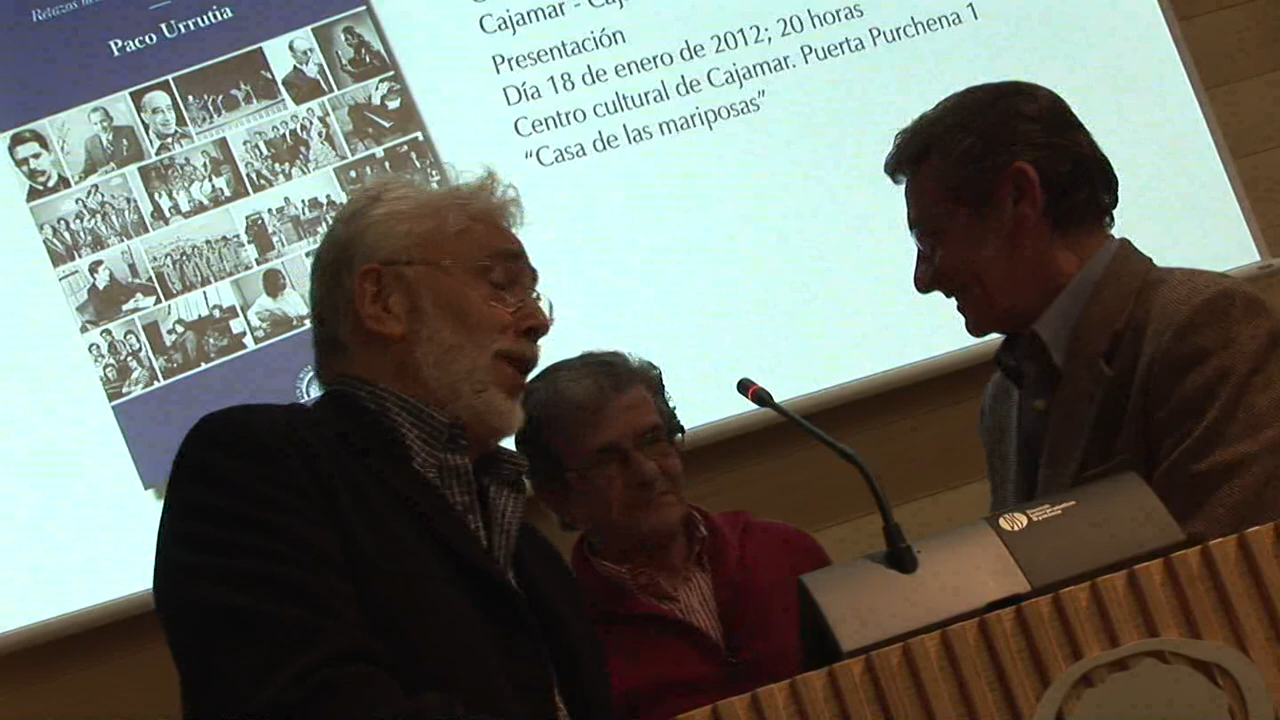 Retazos
Paco Urrutia
Cajamar -
Presentación
Día 18 de enero de 2012; 20 horas
Centro cultural de Cajamar. Puerta Purchena 1
“Casa de las mariposas”